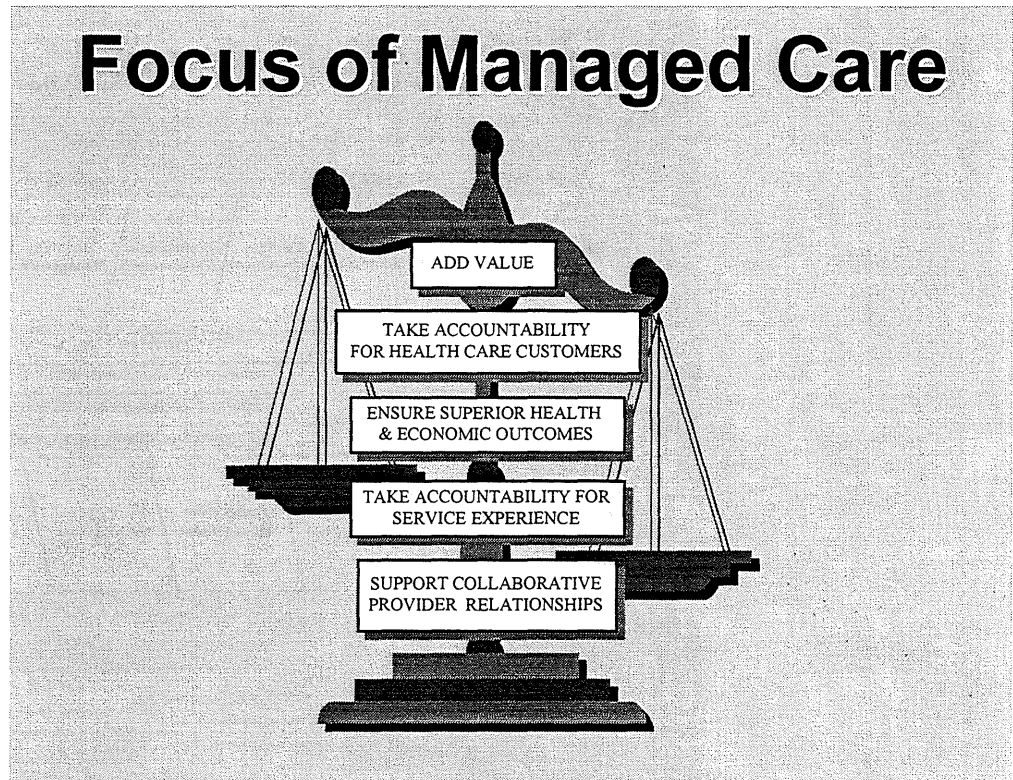 Focus of Managed Care
ADD VALUE
TAKE ACCOUNTABILITY
FOR HEALTH CARE CUSTOMERS
ENSURE SUPERIOR HEALTH
& ECONOMIC OUTCOMES
TAKE ACCOUNTABILITY FOR
SERVICE EXPERIENCE
SUPPORT COLLABORATIVE
PROVIDER RELATIONSHIPS